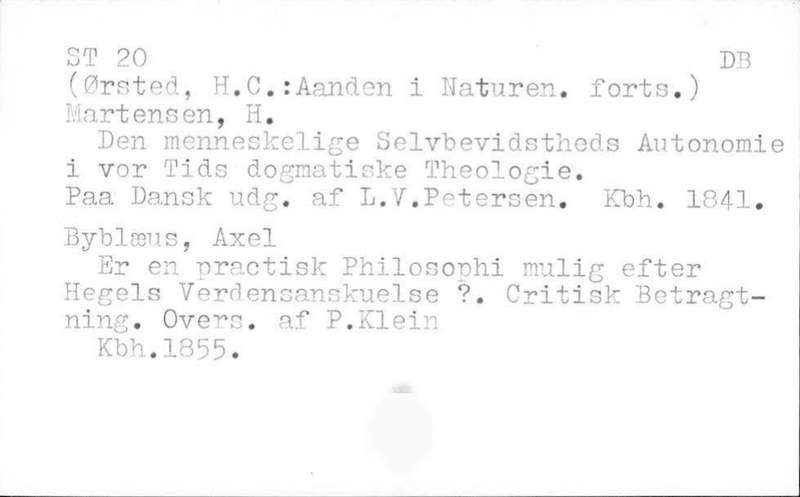 ST 20 DB
(Ørsted, H.C.:Aanden i Naturen. forts.)
Martensen, H.
Den menneskelige Selvbevidstheds Autonomie
i vor Tids dogmatiske Theologie.
Paa Dansk udg. af L.V.Petersen. Kbh. 1841.
Byblæus, Axel
Er en practisk Philosophi mulig efter
Hegels Verdensanskuelse ?. Critisk Betragt-
ning. Overs. af P.Klein
Kbh.1855.